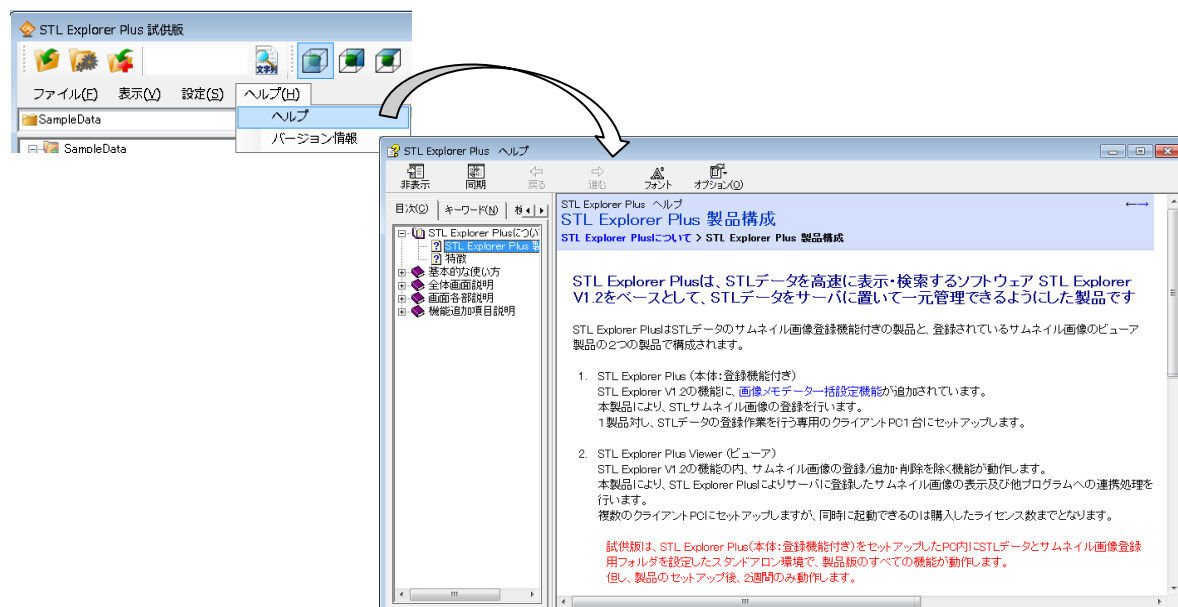 STL Explorer Plus 試供版
文字列
ファイル(F) 表示(V) 設定(S) ヘルプ(H)
SampleData
SampleData
ヘルプ
バージョン情報
STL Explorer Plus ヘルプ
非表示 同期 戻る 進む フォント オプション(O)
目次(C) キーワード(N)
STL Explorer Plusについ
STL Explorer Plus 製
特徴
基本的な使い方
全体画面説明
画面各部説明
機能追加項目説明
STL Explorer Plus ヘルプ ←→
STL Explorer Plus 製品構成
STL Explorer Plusについて > STL Explorer Plus 製品構成
STL Explorer Plusは、STLデータを高速に表示・検索するソフトウェア STL Explorer
V1.2をベースとして、STLデータをサーバに置いて一元管理できるようにした製品です
STL Explorer PlusはSTLデータのサムネイル画像登録機能付きの製品と、登録されているサムネイル画像のビューア
製品の2つの製品で構成されます。
1. STL Explorer Plus (本体：登録機能付き)
STL Explorer V1.2の機能に、画像メモデータ一括設定機能が追加されています。
本製品により、STLサムネイル画像の登録を行います。
1製品対し、STLデータの登録作業を行う専用のクライアントPC1台にセットアップします。
2. STL Explorer Plus Viewer (ビューア)
STL Explorer V1.2の機能の内、サムネイル画像の登録/追加・削除を除く機能が動作します。
本製品により、STL Explorer Plusによりサーバに登録したサムネイル画像の表示及び他プログラムへの連携処理を
行います。
複数のクライアントPCにセットアップしますが、同時に起動できるのは購入したライセンス数までとなります。
試供版は、STL Explorer Plus(本体：登録機能付き)をセットアップしたPC内にSTLデータとサムネイル画像登録
用フォルダを設定したスタンドアロン環境で、製品版のすべての機能が動作します。
但し、製品のセットアップ後、2週間のみ動作します。